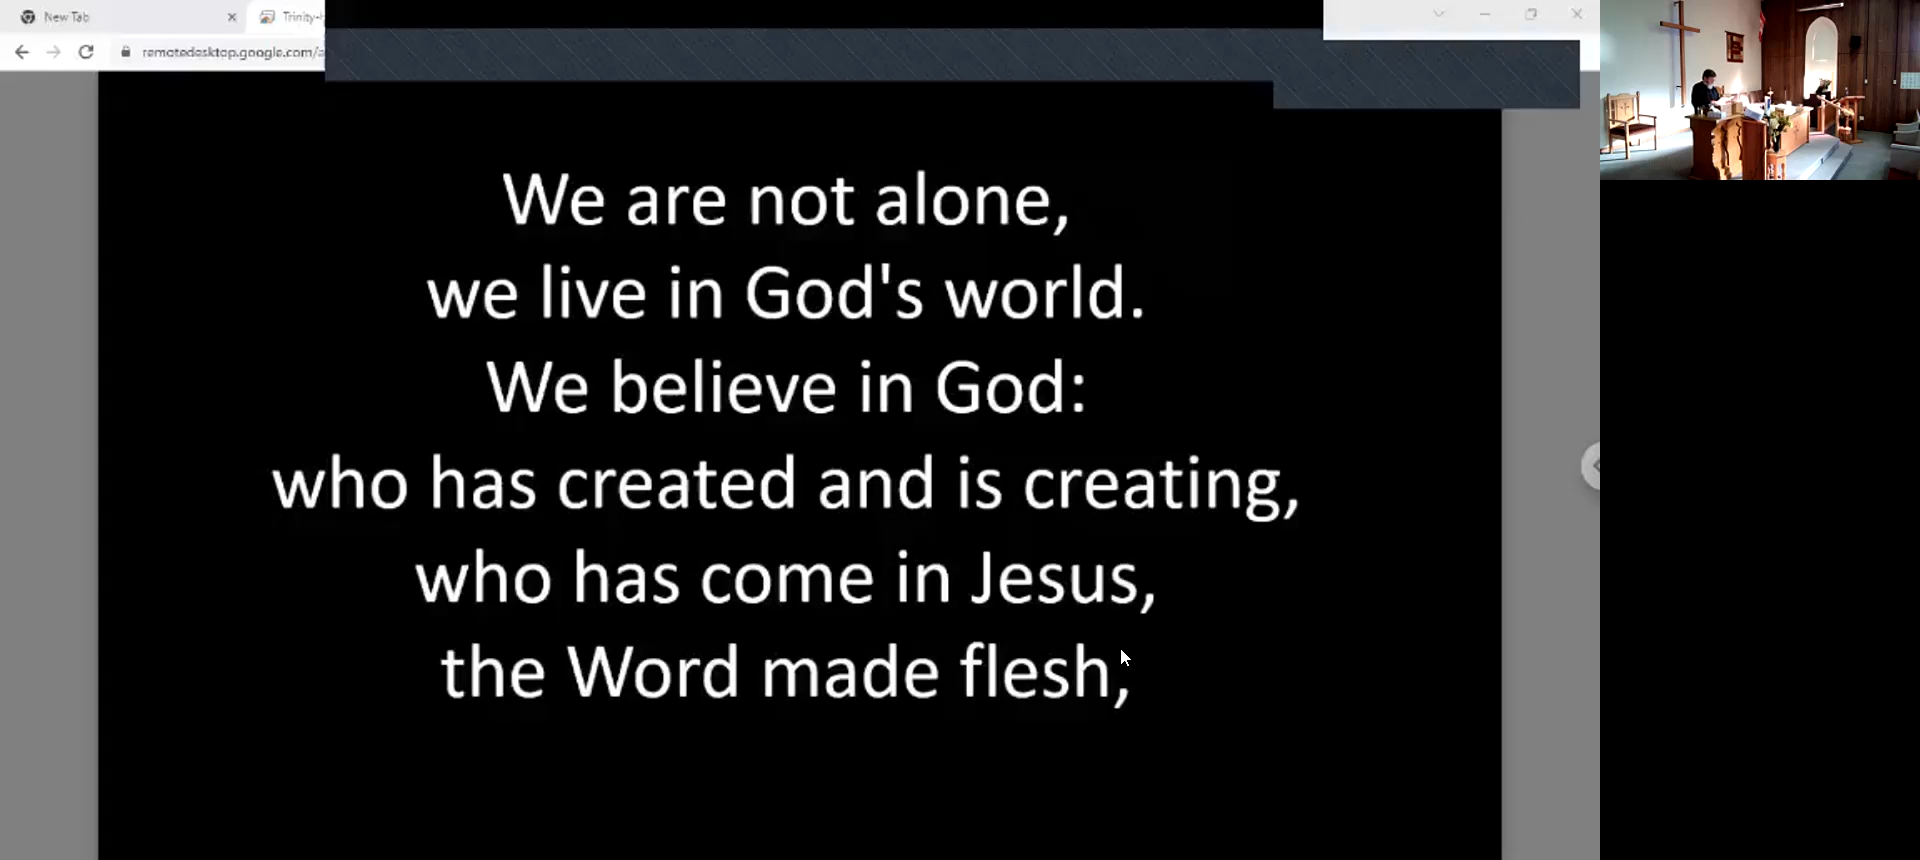 New Tab
Trinity-
remotedesktop.google.com/a
We are not alone,
we live in God's world.
We believe in God:
who has created and is creating,
who has come in Jesus,
the Word made flesh,